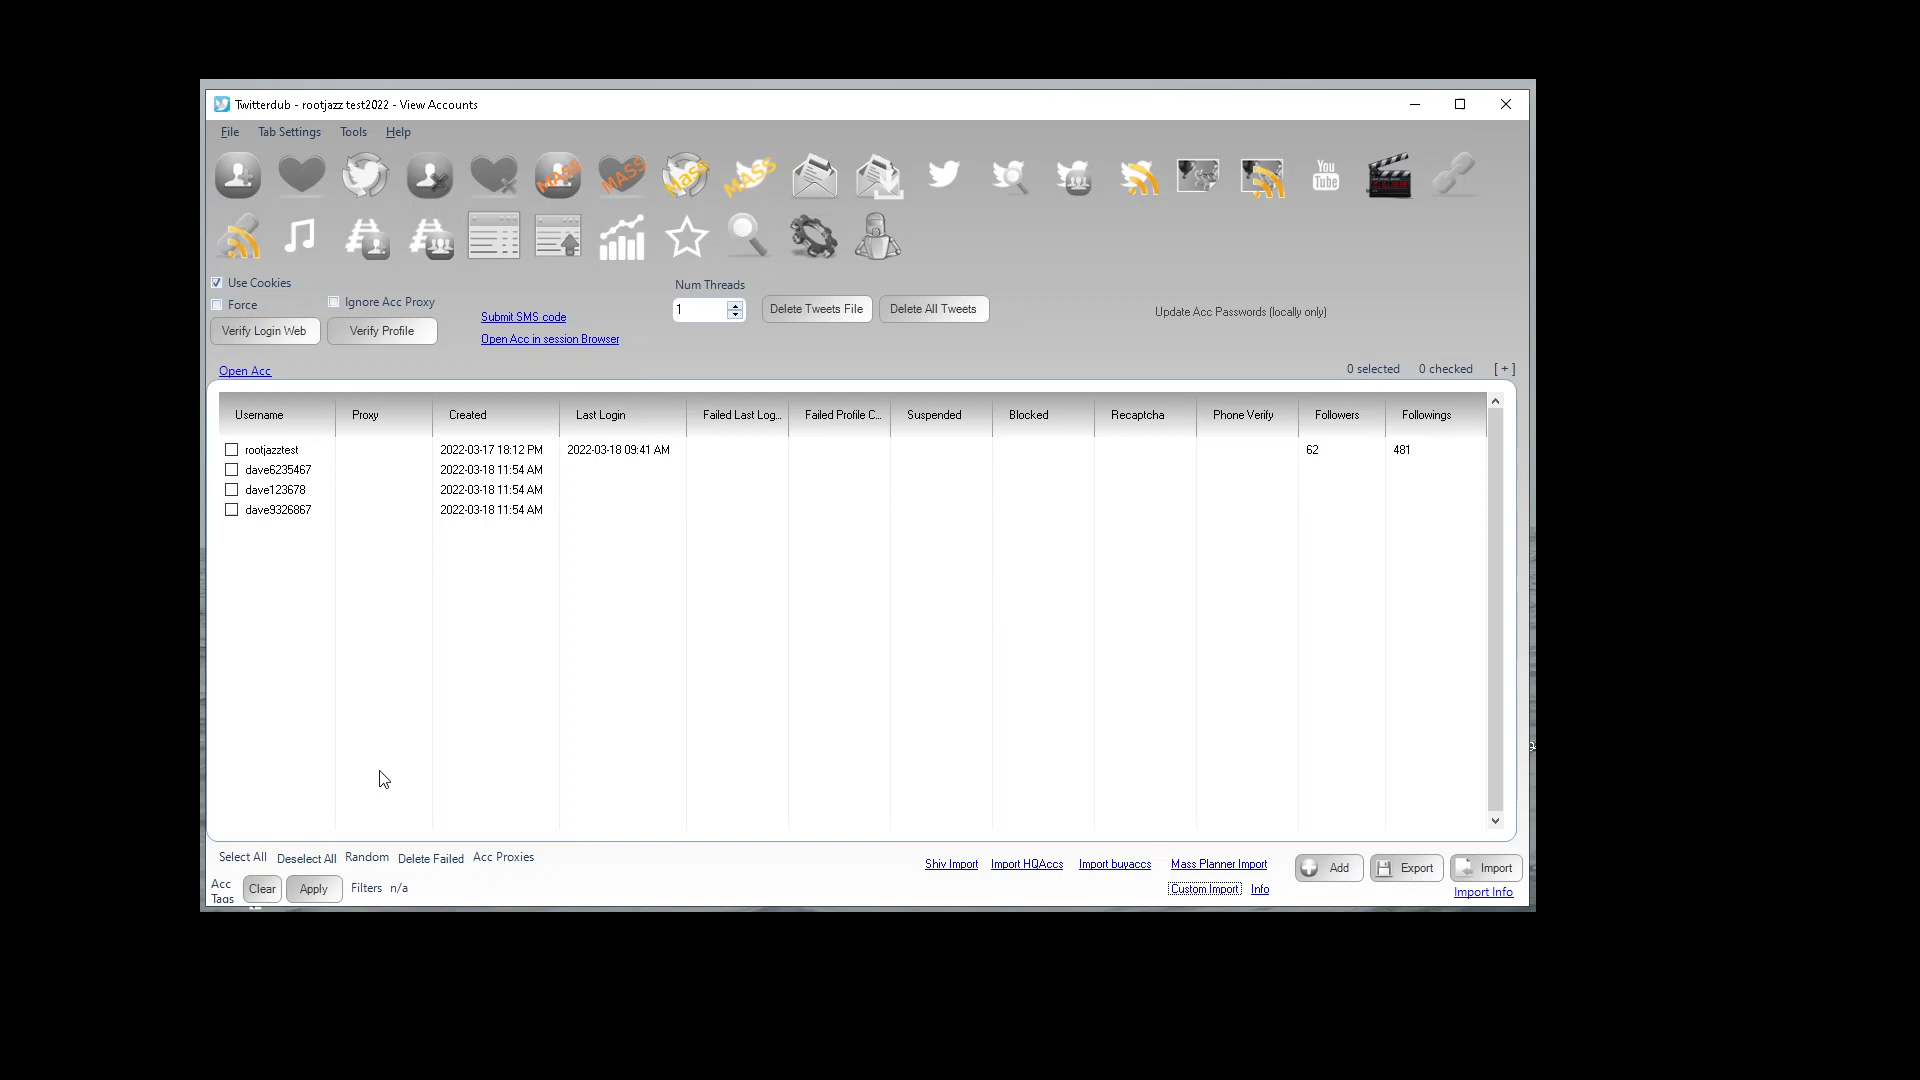 Twitterdub - rootjazz test2022 - View Accounts
File Tab Settings Tools Help
MASS MASS Mass MASS You Tube
Use Cookies
Force
Ignore Acc Proxy
Verify Login Web Verify Profile
Submit SMS code
Open Acc in session Browser
Num Threads
1
Delete Tweets File Delete All Tweets
Update Acc Passwords (locally only)
Open Acc
0 selected 0 checked [ + ]
Username Proxy Created Last Login Failed Last Log... Failed Profile C... Suspended Blocked Recaptcha Phone Verify Followers Followings
rootjazztest 2022-03-17 18:12 PM 2022-03-18 09:41 AM 62 481
dave6235467 2022-03-18 11:54 AM
dave123678 2022-03-18 11:54 AM
dave9326867 2022-03-18 11:54 AM
Select All Deselect All Random Delete Failed Acc Proxies
Shiv Import Import HQAccs Import buyaccs Mass Planner Import
Add Export Import
Acc Tags Clear Apply Filters n/a
Custom Import Info
Import Info